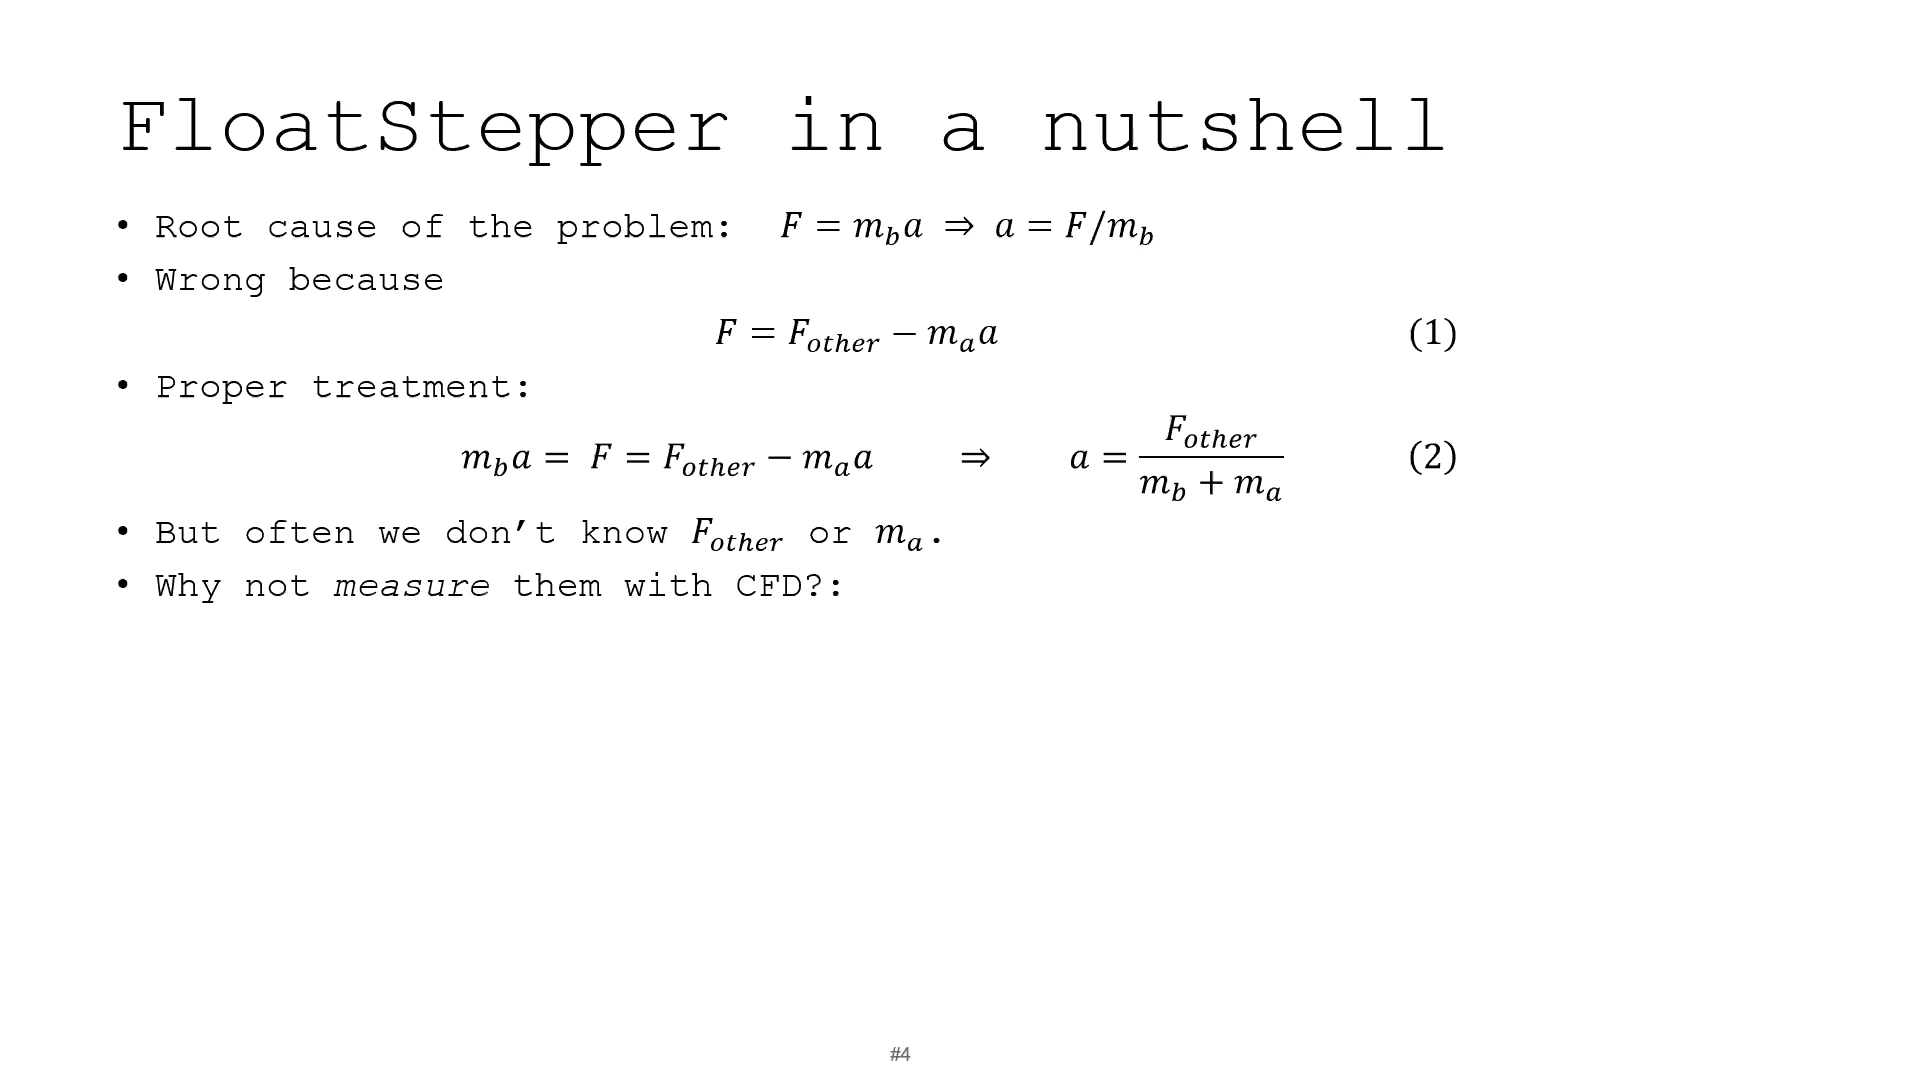 FloatStepper in a nutshell
• Root cause of the problem: F = m_b a ⇒ a = F/m_b
• Wrong because
F = F_other − m_a a (1)
• Proper treatment:
m_b a = F = F_other − m_a a ⇒ a = F_other / (m_b + m_a) (2)
• But often we don’t know F_other or m_a.
• Why not measure them with CFD?:
#4